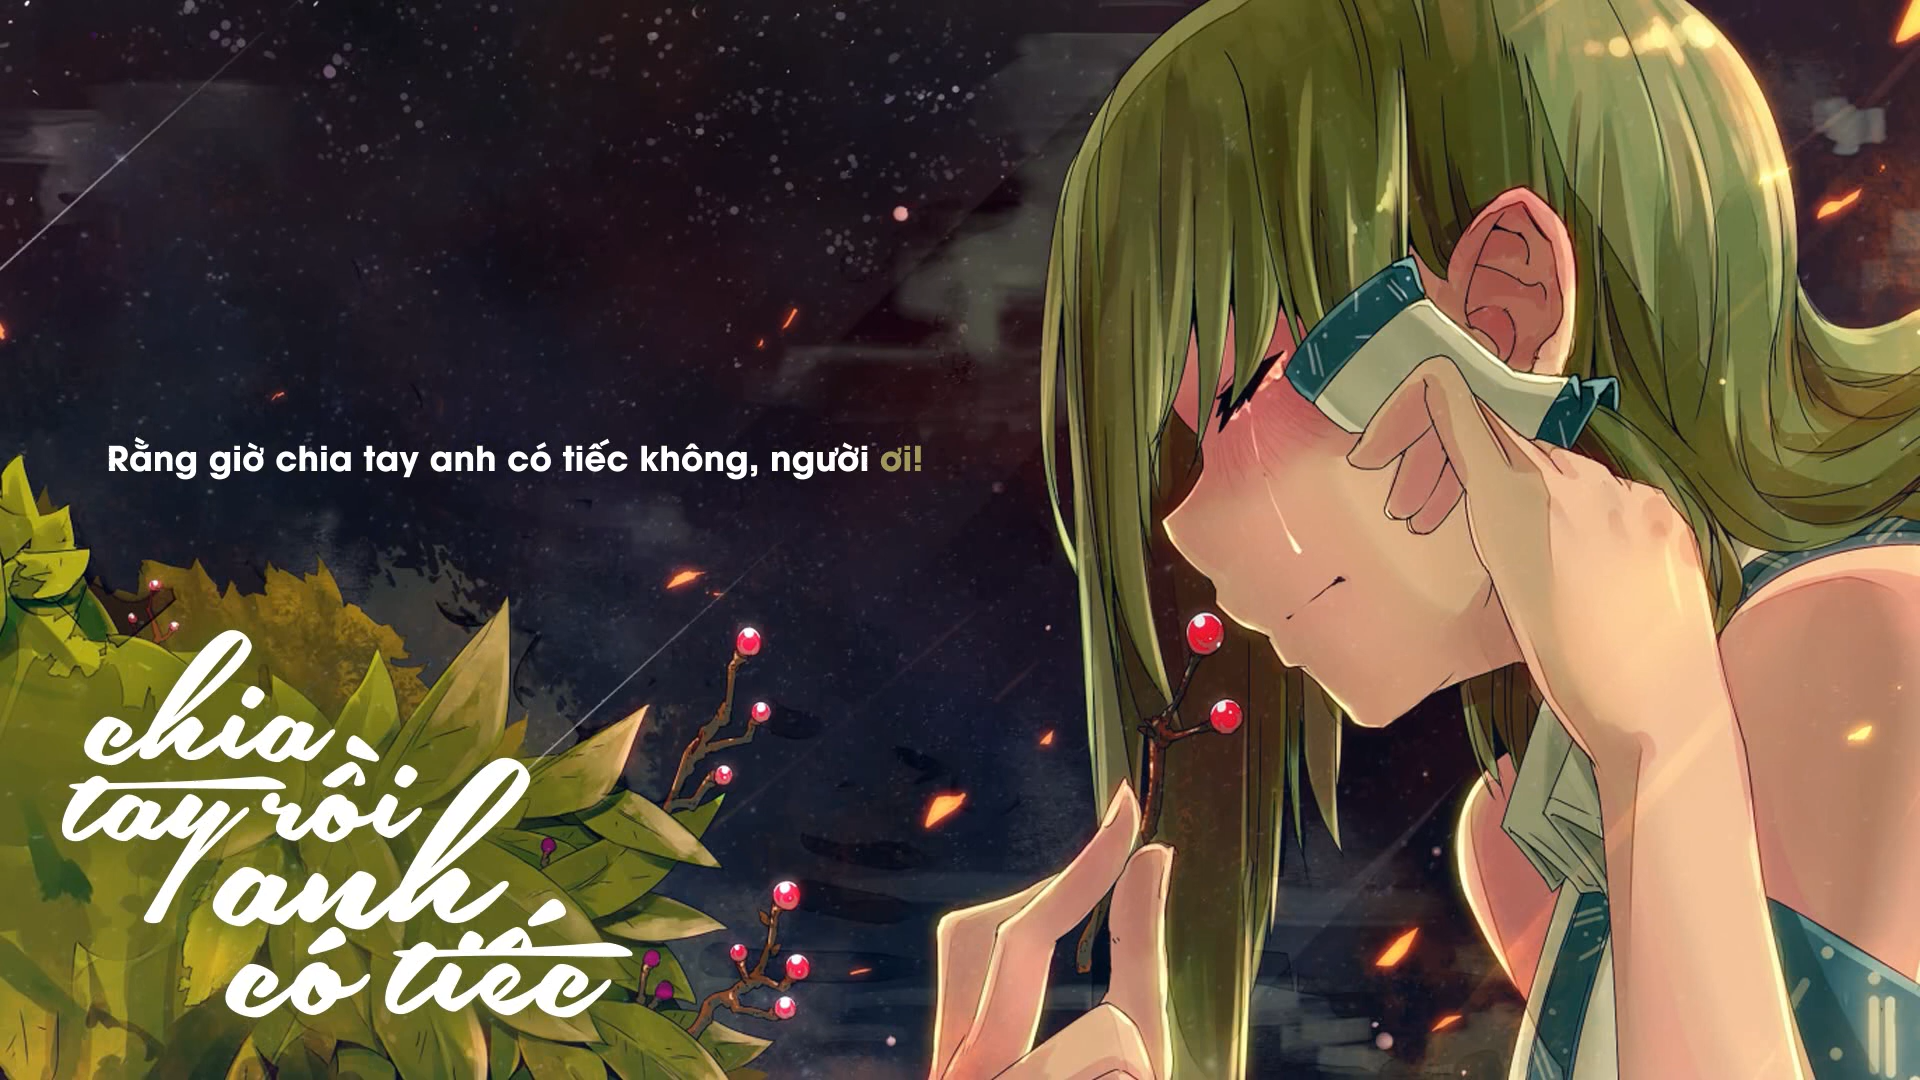 Rằng giờ chia tay anh có tiếc không, người ơi!
chia
tay rồi
anh
có tiếc